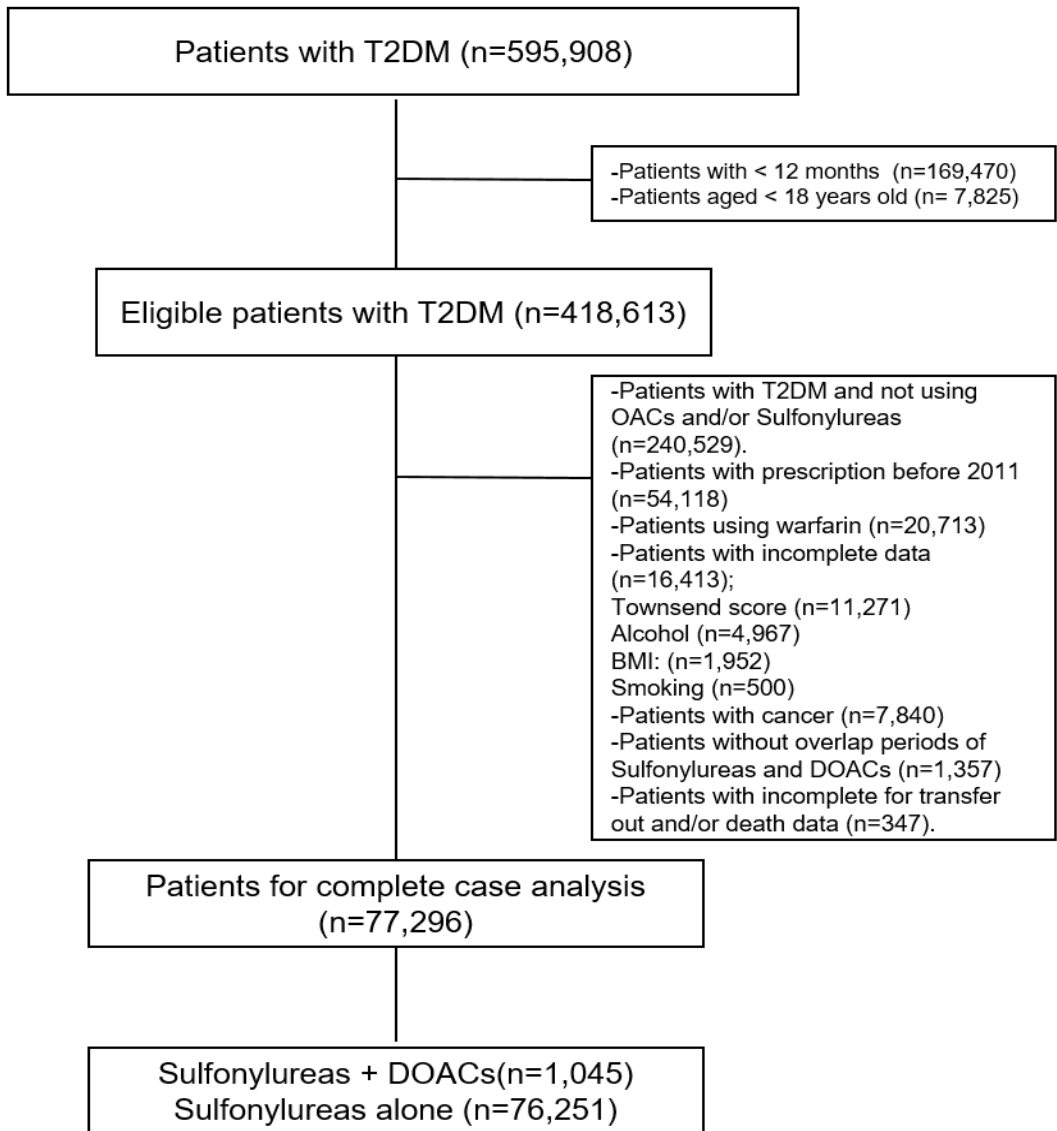 Patients with T2DM (n=595,908)
-Patients with < 12 months (n=169,470)
-Patients aged < 18 years old (n= 7,825)
Eligible patients with T2DM (n=418,613)
-Patients with T2DM and not using
OACs and/or Sulfonylureas
(n=240,529).
-Patients with prescription before 2011
(n=54,118)
-Patients using warfarin (n=20,713)
-Patients with incomplete data
(n=16,413);
Townsend score (n=11,271)
Alcohol (n=4,967)
BMI: (n=1,952)
Smoking (n=500)
-Patients with cancer (n=7,840)
-Patients without overlap periods of
Sulfonylureas and DOACs (n=1,357)
-Patients with incomplete for transfer
out and/or death data (n=347).
Patients for complete case analysis
(n=77,296)
Sulfonylureas + DOACs(n=1,045)
Sulfonylureas alone (n=76,251)